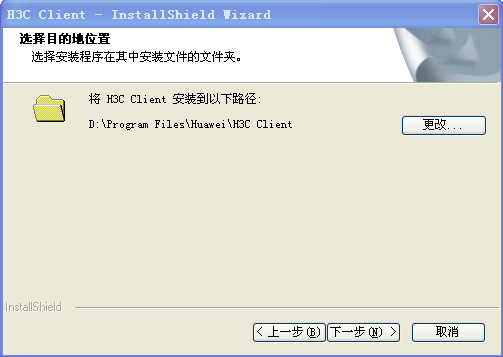 H3C Client - InstallShield Wizard
选择目的地位置
选择安装程序在其中安装文件的文件夹。
将 H3C Client 安装到以下路径:
D:\Program Files\Huawei\H3C Client
更改...
InstallShield
< 上一步(B) 下一步(N) > 取消